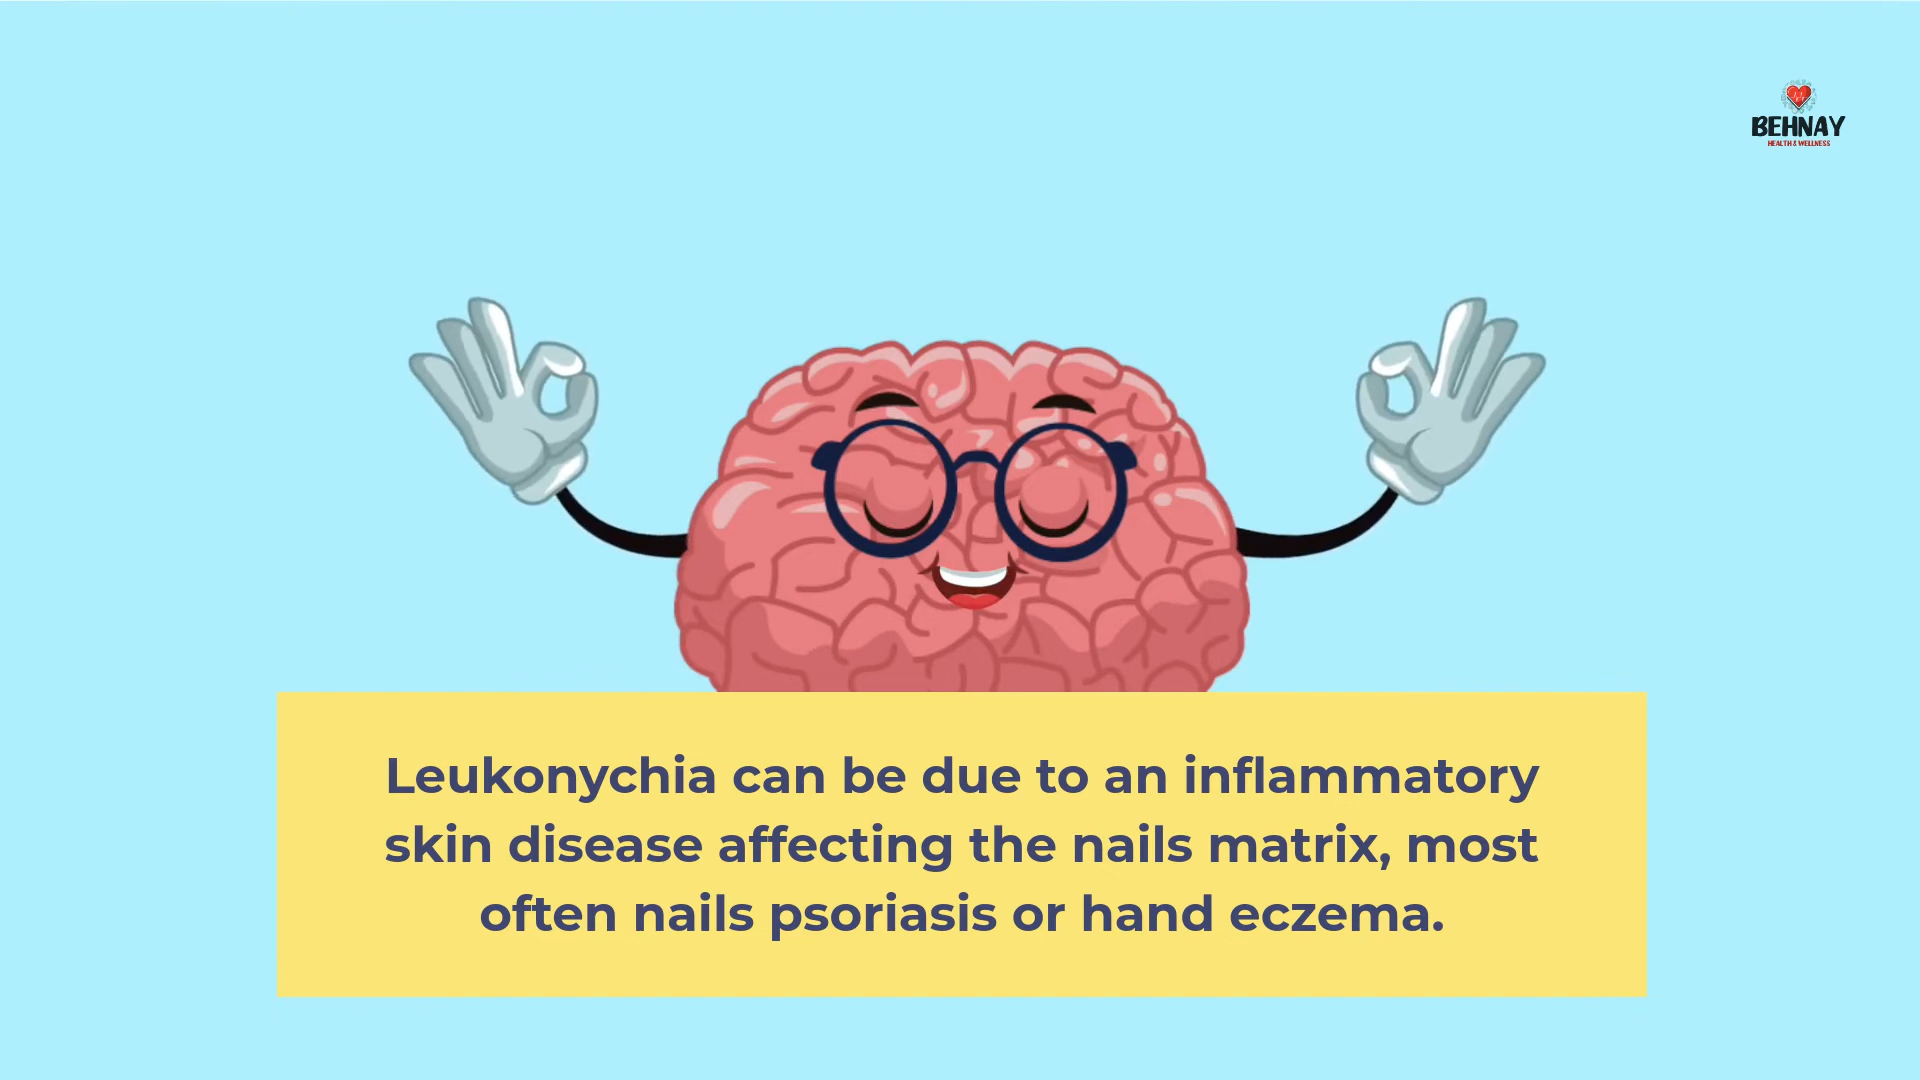 BEHNAY
HEALTH & WELLNESS
Leukonychia can be due to an inflammatory
skin disease affecting the nails matrix, most
often nails psoriasis or hand eczema.